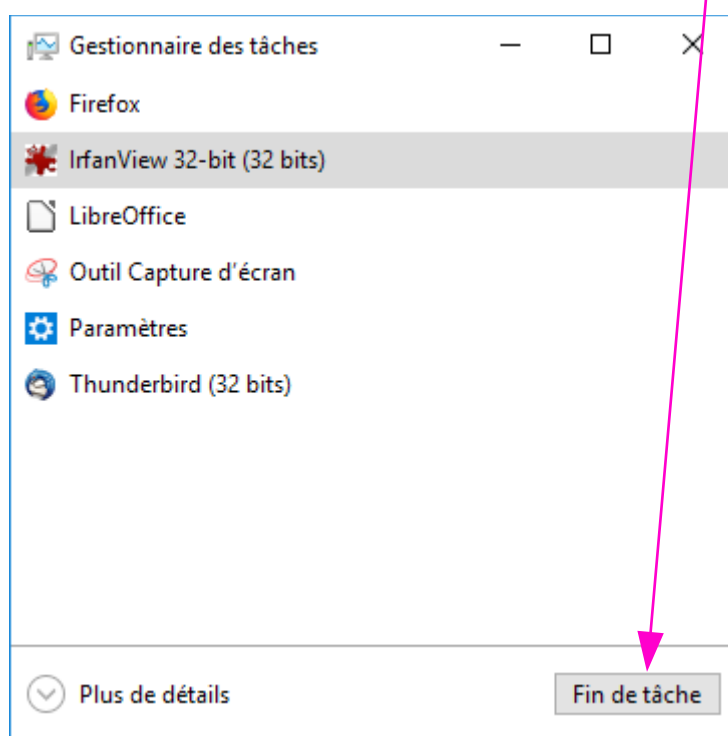 Gestionnaire des tâches
Firefox
IrfanView 32-bit (32 bits)
LibreOffice
Outil Capture d'écran
Paramètres
Thunderbird (32 bits)
Plus de détails
Fin de tâche